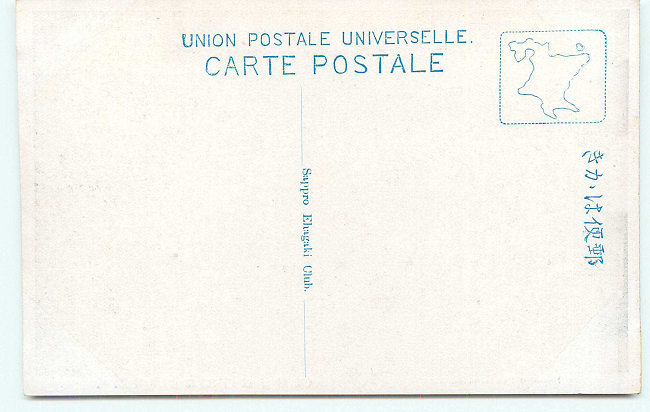 UNION POSTALE UNIVERSELLE.
CARTE POSTALE
Sappro Ehagaki Club.
郵便はがき